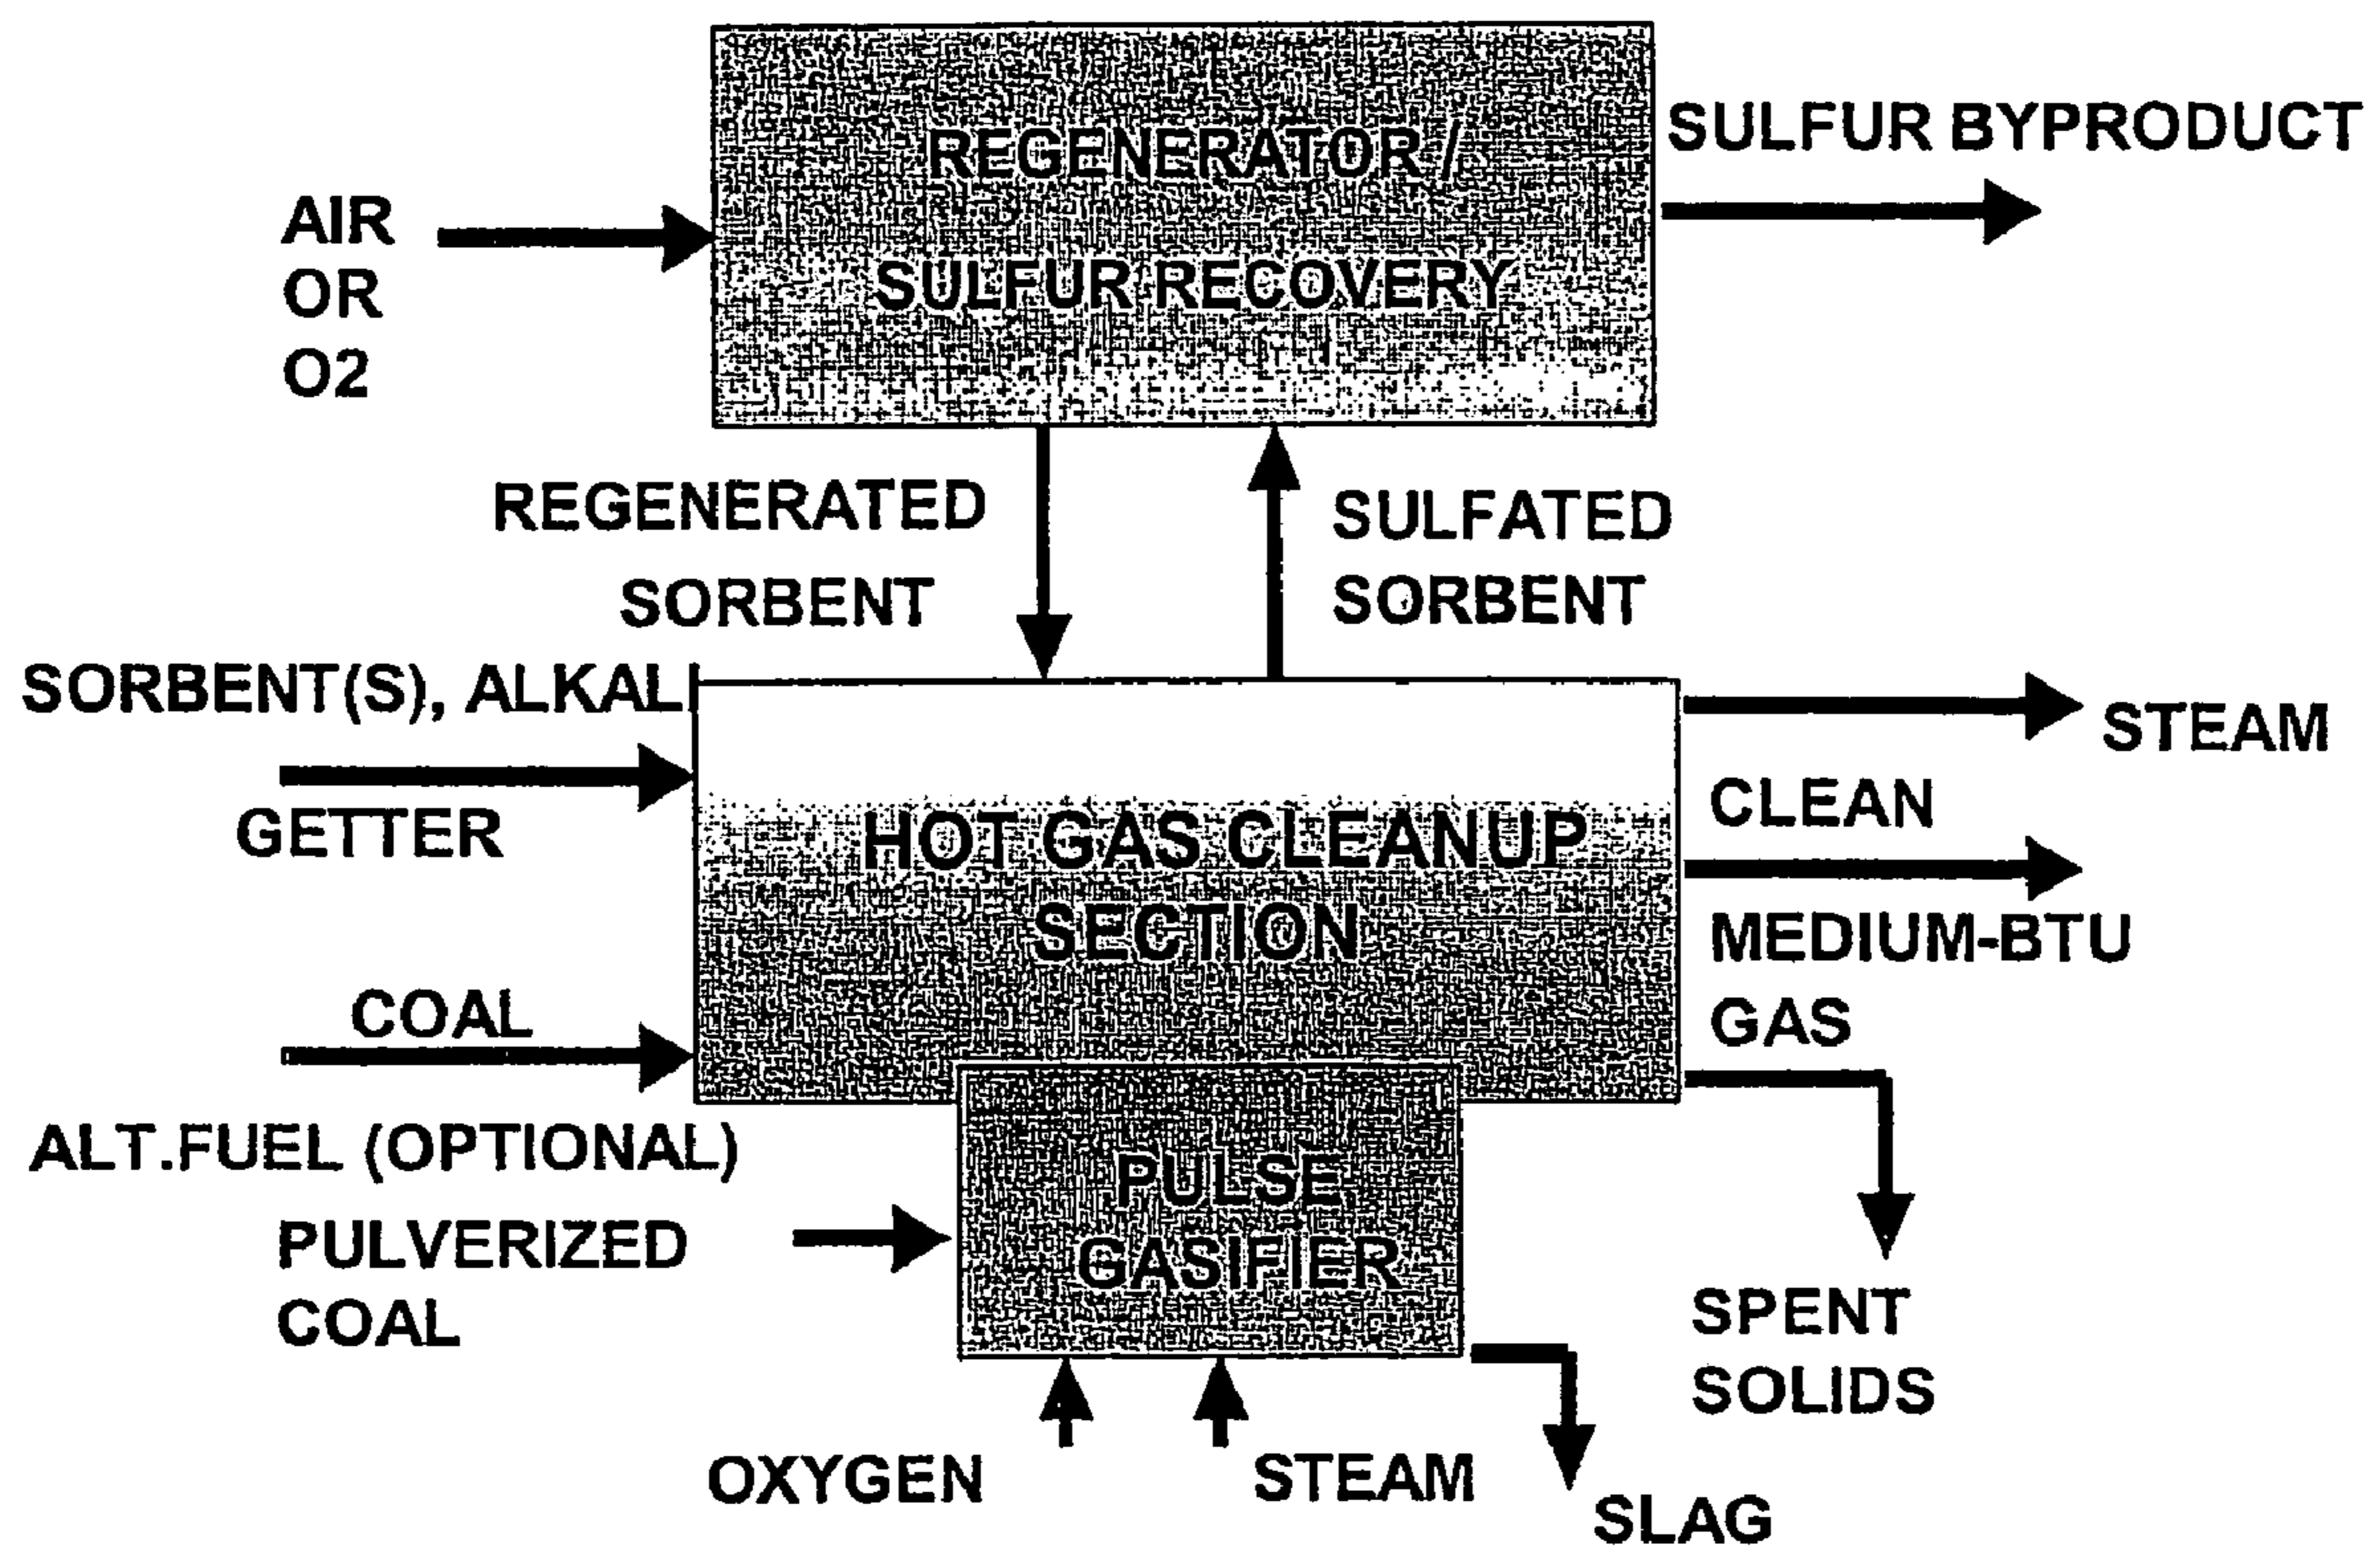 REGENERATOR /
SULFUR RECOVERY
SULFUR BYPRODUCT
AIR
OR
O2
REGENERATED
SORBENT
SULFATED
SORBENT
SORBENT(S), ALKALI
GETTER
STEAM
HOT GAS CLEANUP
SECTION
CLEAN
MEDIUM-BTU
GAS
COAL
ALT.FUEL (OPTIONAL)
PULVERIZED
COAL
PULSE
GASIFIER
SPENT
SOLIDS
OXYGEN
STEAM
SLAG